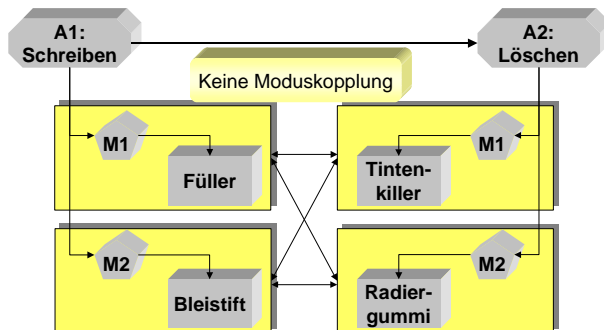 A1:
Schreiben
A2:
Löschen
Keine Moduskopplung
M1
Füller
M1
Tinten-
killer
M2
Bleistift
M2
Radier-
gummi